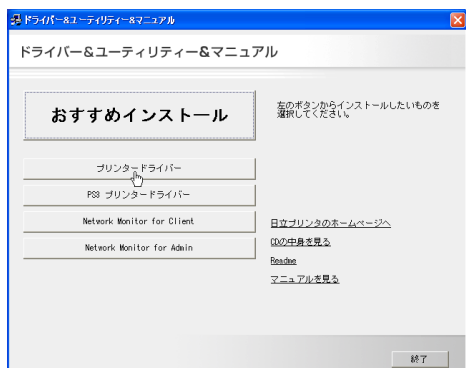 ドライバー&ユーティリティー&マニュアル
ドライバー&ユーティリティー&マニュアル
おすすめインストール
左のボタンからインストールしたいものを
選択してください。
プリンタードライバー
PS3 プリンタードライバー
Network Monitor for Client
Network Monitor for Admin
日立プリンタのホームページへ
CDの中身を見る
Readme
マニュアルを見る
終了